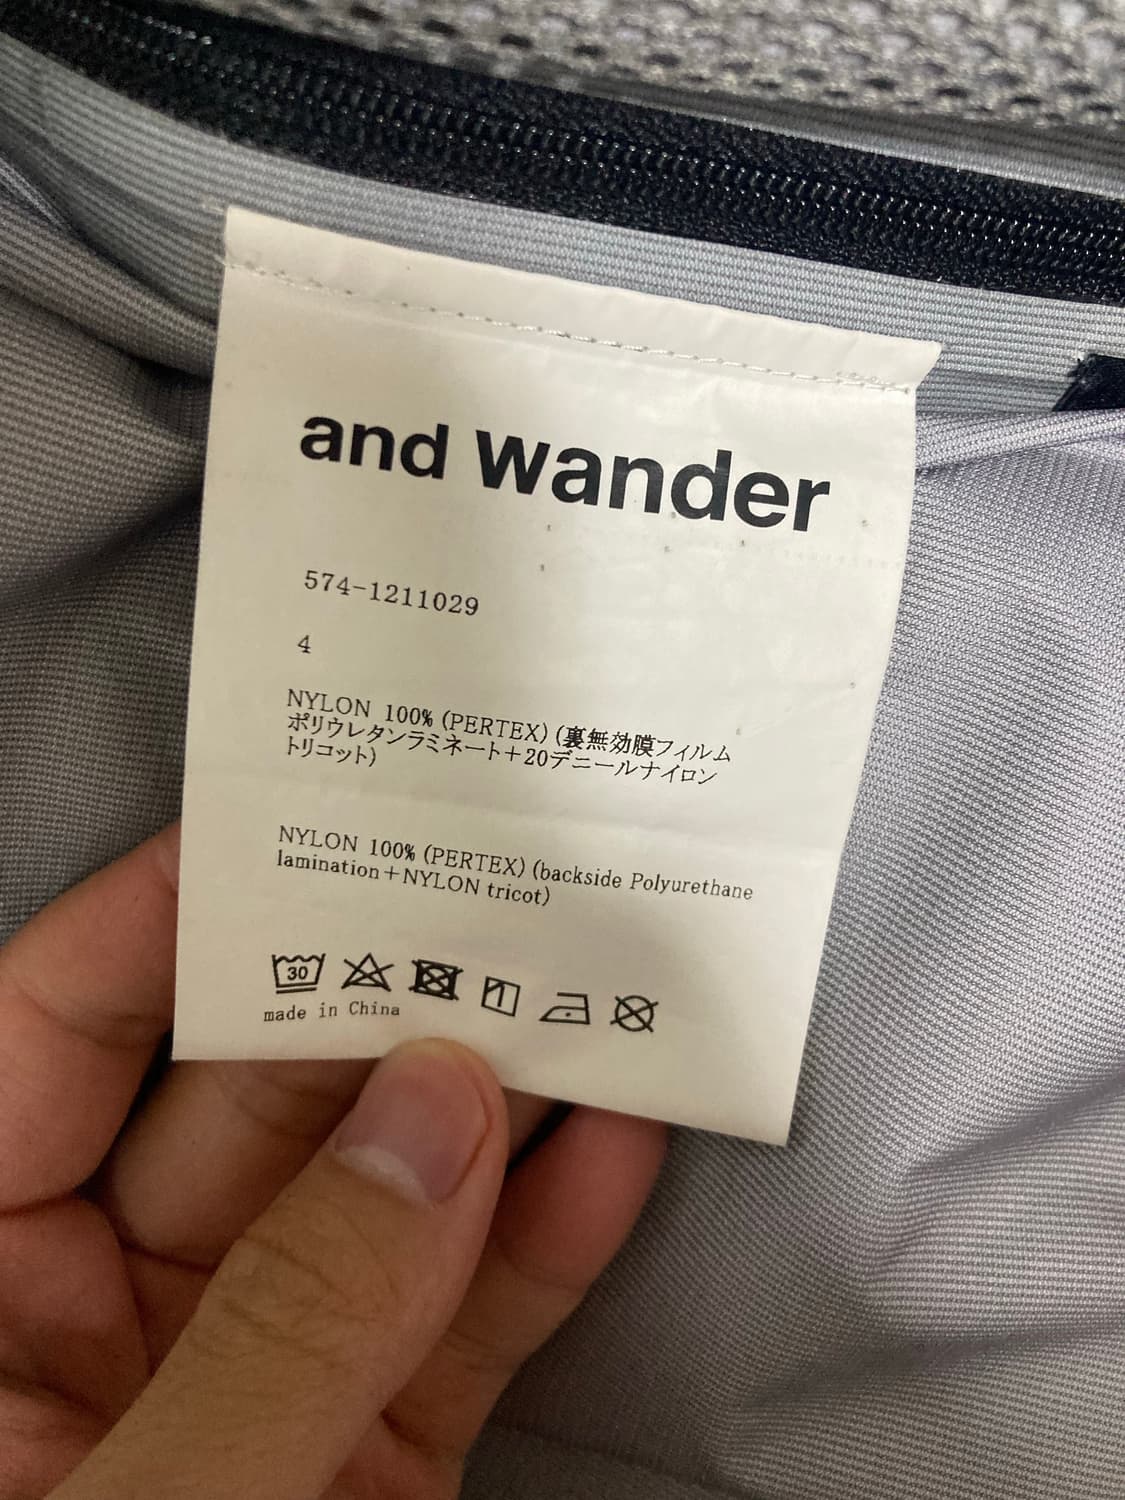 and wander
574-1211029
4
NYLON 100% (PERTEX) (裏無効膜フィルム
ポリウレタンラミネート+20デニールナイロン
トリコット)
NYLON 100% (PERTEX) (backside Polyurethane
lamination+NYLON tricot)
30
made in China